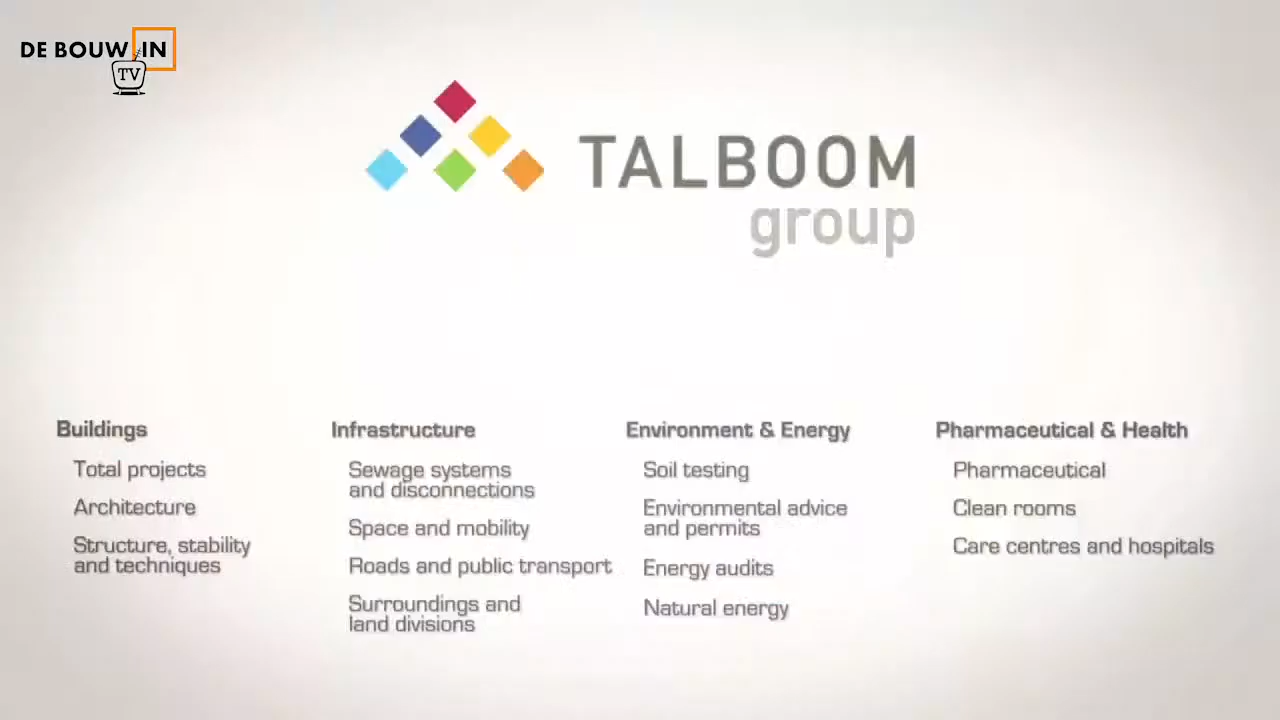 DE BOUW IN
TV
TALBOOM
group
Buildings
Total projects
Architecture
Structure, stability
and techniques
Infrastructure
Sewage systems
and disconnections
Space and mobility
Roads and public transport
Surroundings and
land divisions
Environment & Energy
Soil testing
Environmental advice
and permits
Energy audits
Natural energy
Pharmaceutical & Health
Pharmaceutical
Clean rooms
Care centres and hospitals